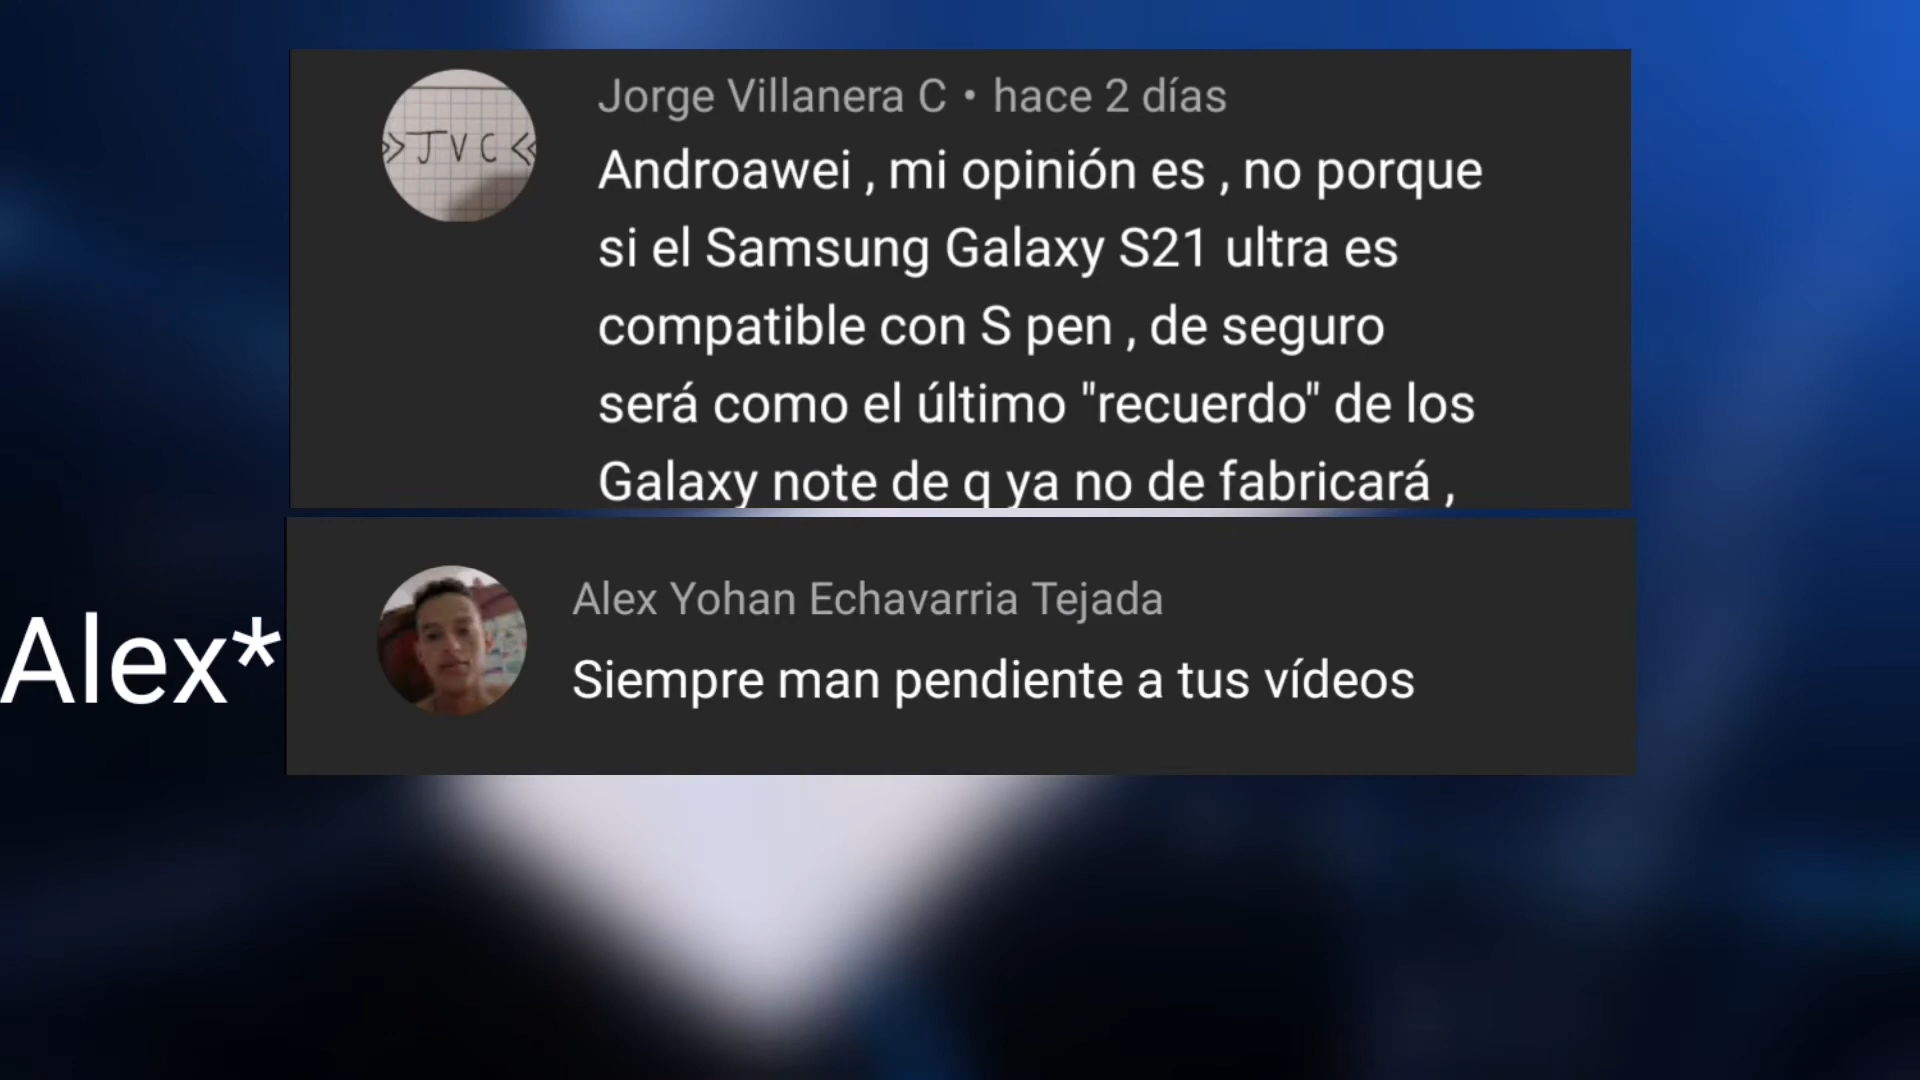 >>JVC<<
Jorge Villanera C • hace 2 días
Androawei , mi opinión es , no porque
si el Samsung Galaxy S21 ultra es
compatible con S pen , de seguro
será como el último "recuerdo" de los
Galaxy note de q ya no de fabricará ,
Alex*
Alex Yohan Echavarria Tejada
Siempre man pendiente a tus vídeos